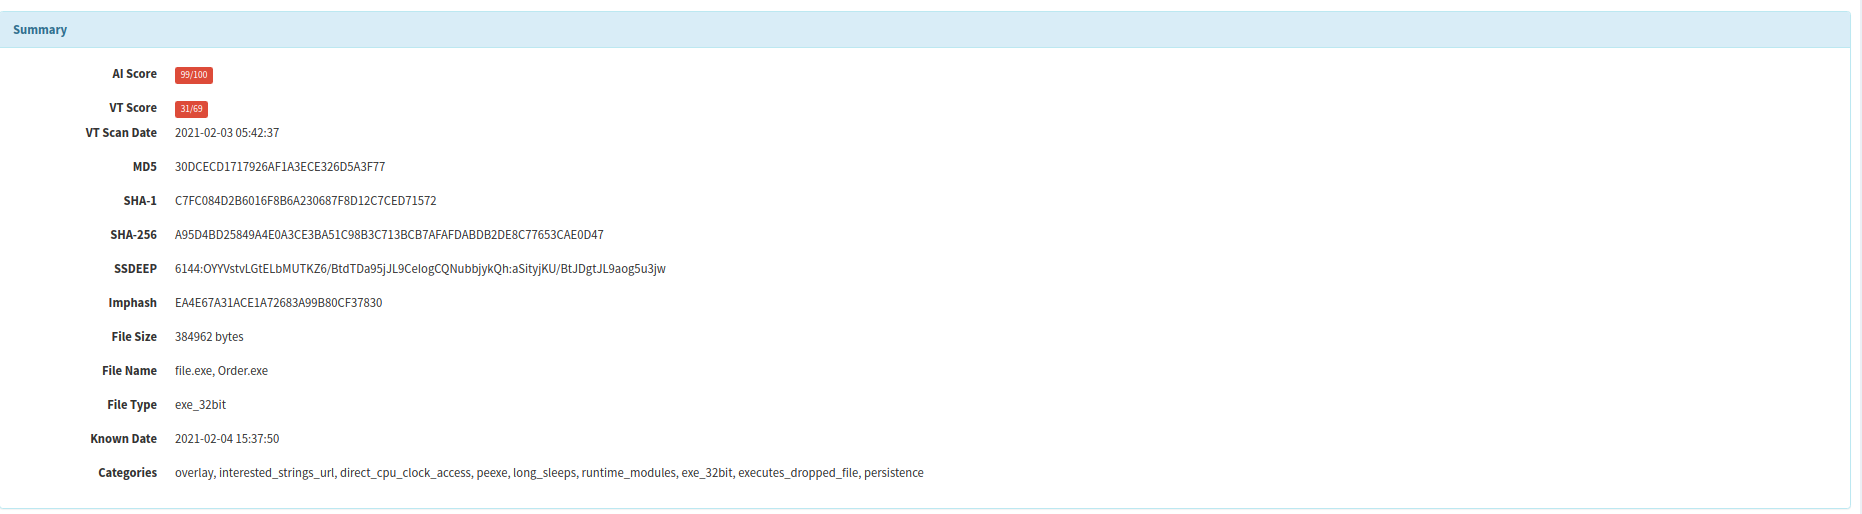 Summary
AI Score 99/100
VT Score 31/69
VT Scan Date 2021-02-03 05:42:37
MD5 30DCECD1717926AF1A3ECE326D5A3F77
SHA-1 C7FC084D2B6016F8B6A230687F8D12C7CED71572
SHA-256 A95D4BD25849A4E0A3CE3BA51C98B3C713BCB7AFAFDABDB2DE8C77653CAE0D47
SSDEEP 6144:OYYVstvLGtELbMUTKZ6/BtdTDa95jJL9CelogCQNubbjykQh:aSityjKU/BtJDgtJL9aog5u3jw
Imphash EA4E67A31ACE1A72683A99B80CF37830
File Size 384962 bytes
File Name file.exe, Order.exe
File Type exe_32bit
Known Date 2021-02-04 15:37:50
Categories overlay, interested_strings_url, direct_cpu_clock_access, peexe, long_sleeps, runtime_modules, exe_32bit, executes_dropped_file, persistence